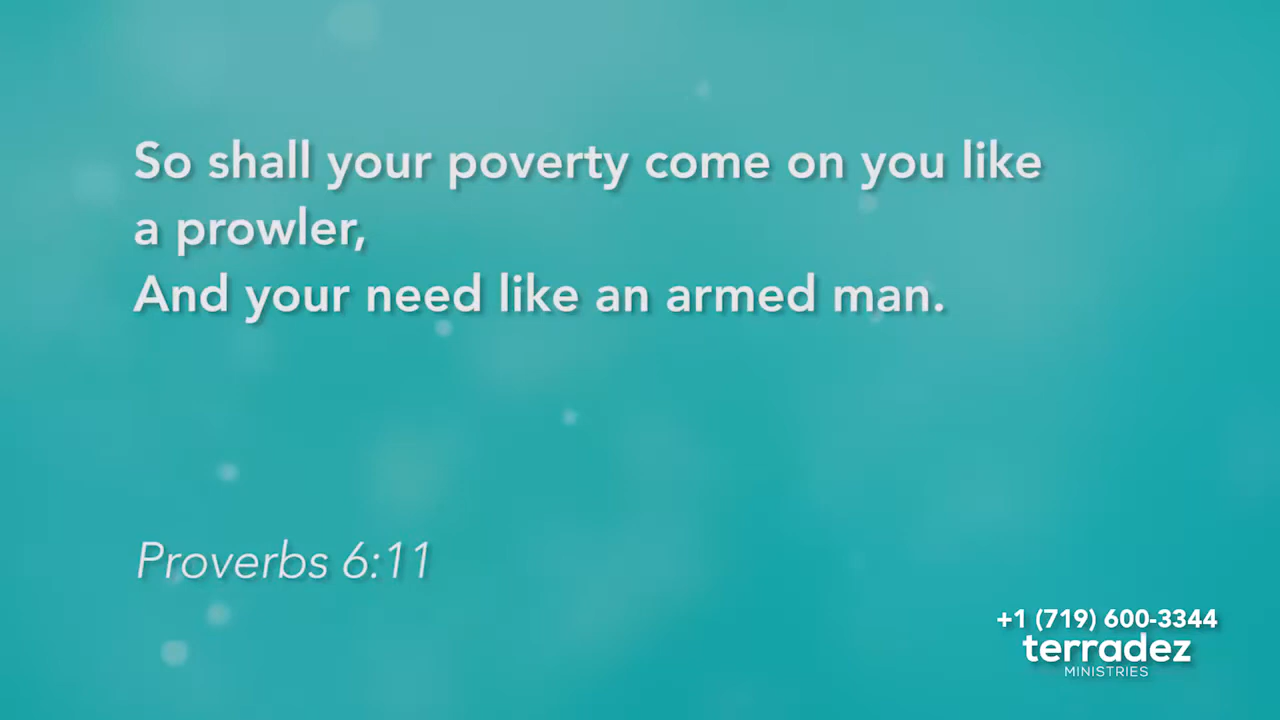 So shall your poverty come on you like
a prowler,
And your need like an armed man.
Proverbs 6:11
+1 (719) 600-3344
terradez
MINISTRIES